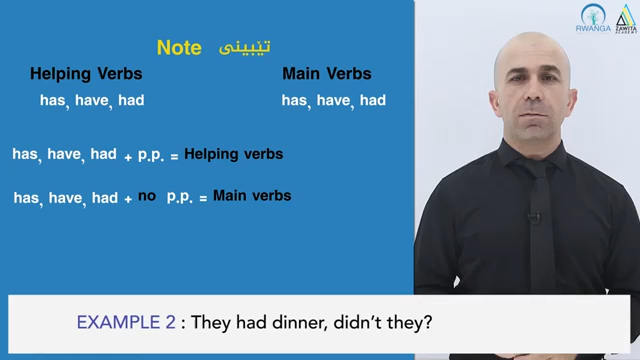 Note تێبینی
Helping Verbs Main Verbs
has, have, had has, have, had
has, have, had + p.p. = Helping verbs
has, have, had + no p.p. = Main verbs
EXAMPLE 2 : They had dinner, didn't they?
RWANGA
ZAWITA
ACADEMY